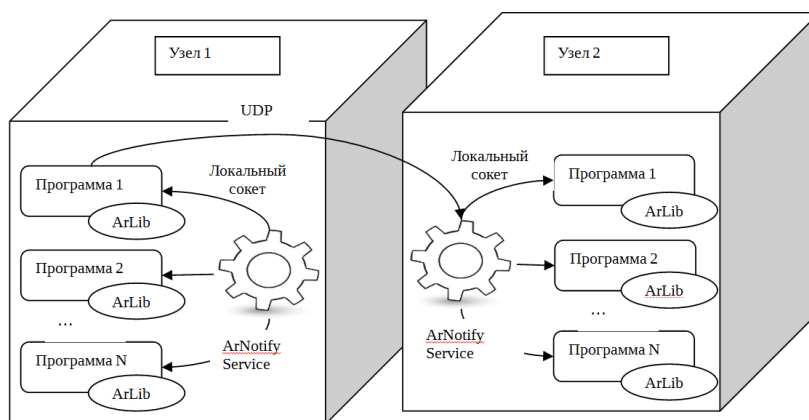 Узел 1
Узел 2
UDP
Локальный
сокет
Программа 1
ArLib
Программа 2
ArLib
...
ArNotify
Service
Программа N
ArLib
Локальный
сокет
Программа 1
ArLib
Программа 2
ArLib
...
ArNotify
Service
Программа N
ArLib